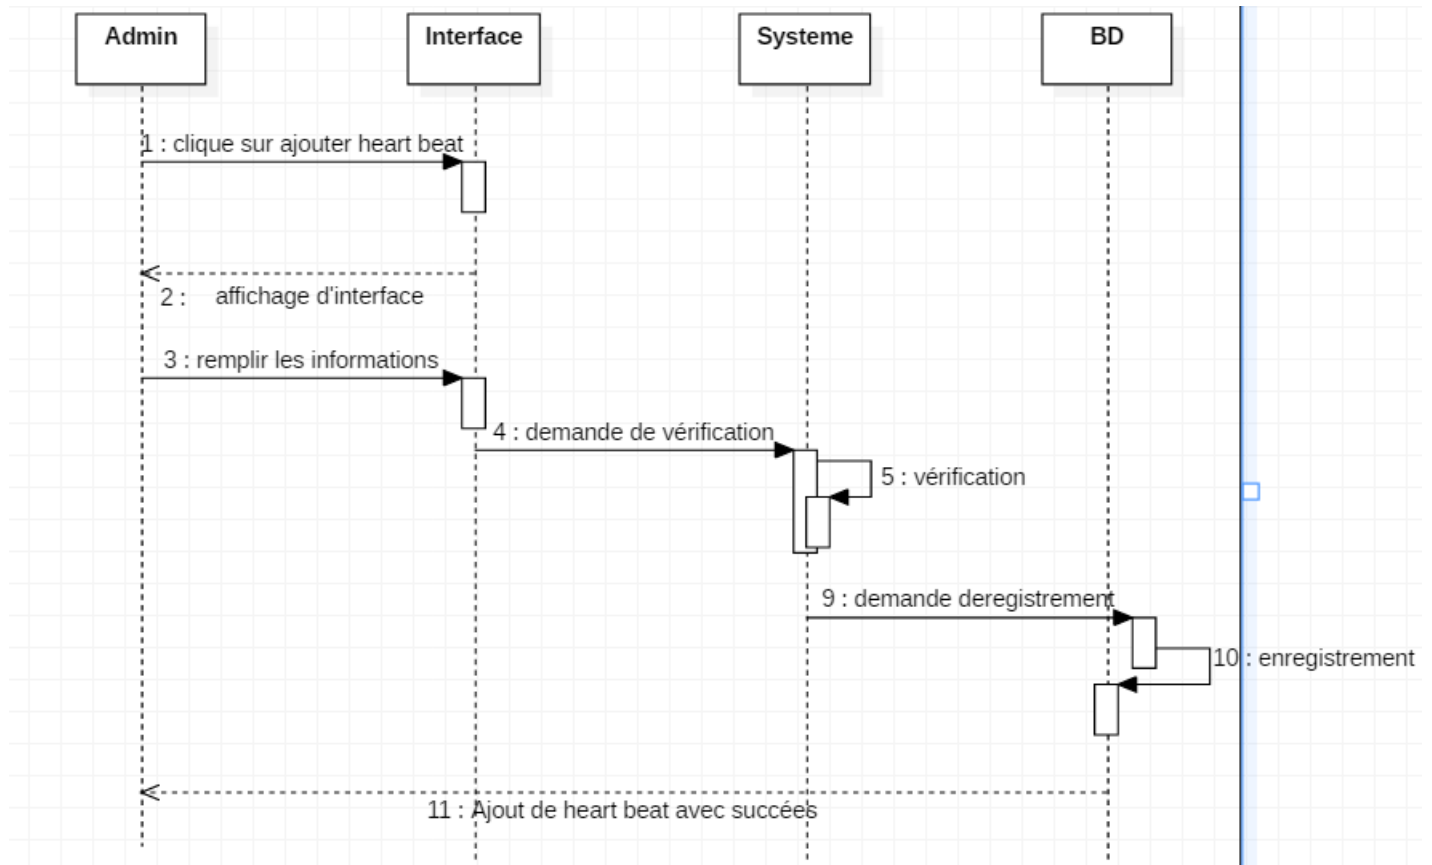 Admin
Interface
Systeme
BD
1 : clique sur ajouter heart beat
2 : affichage d'interface
3 : remplir les informations
4 : demande de vérification
5 : vérification
9 : demande deregistrement
10 : enregistrement
11 : Ajout de heart beat avec succées